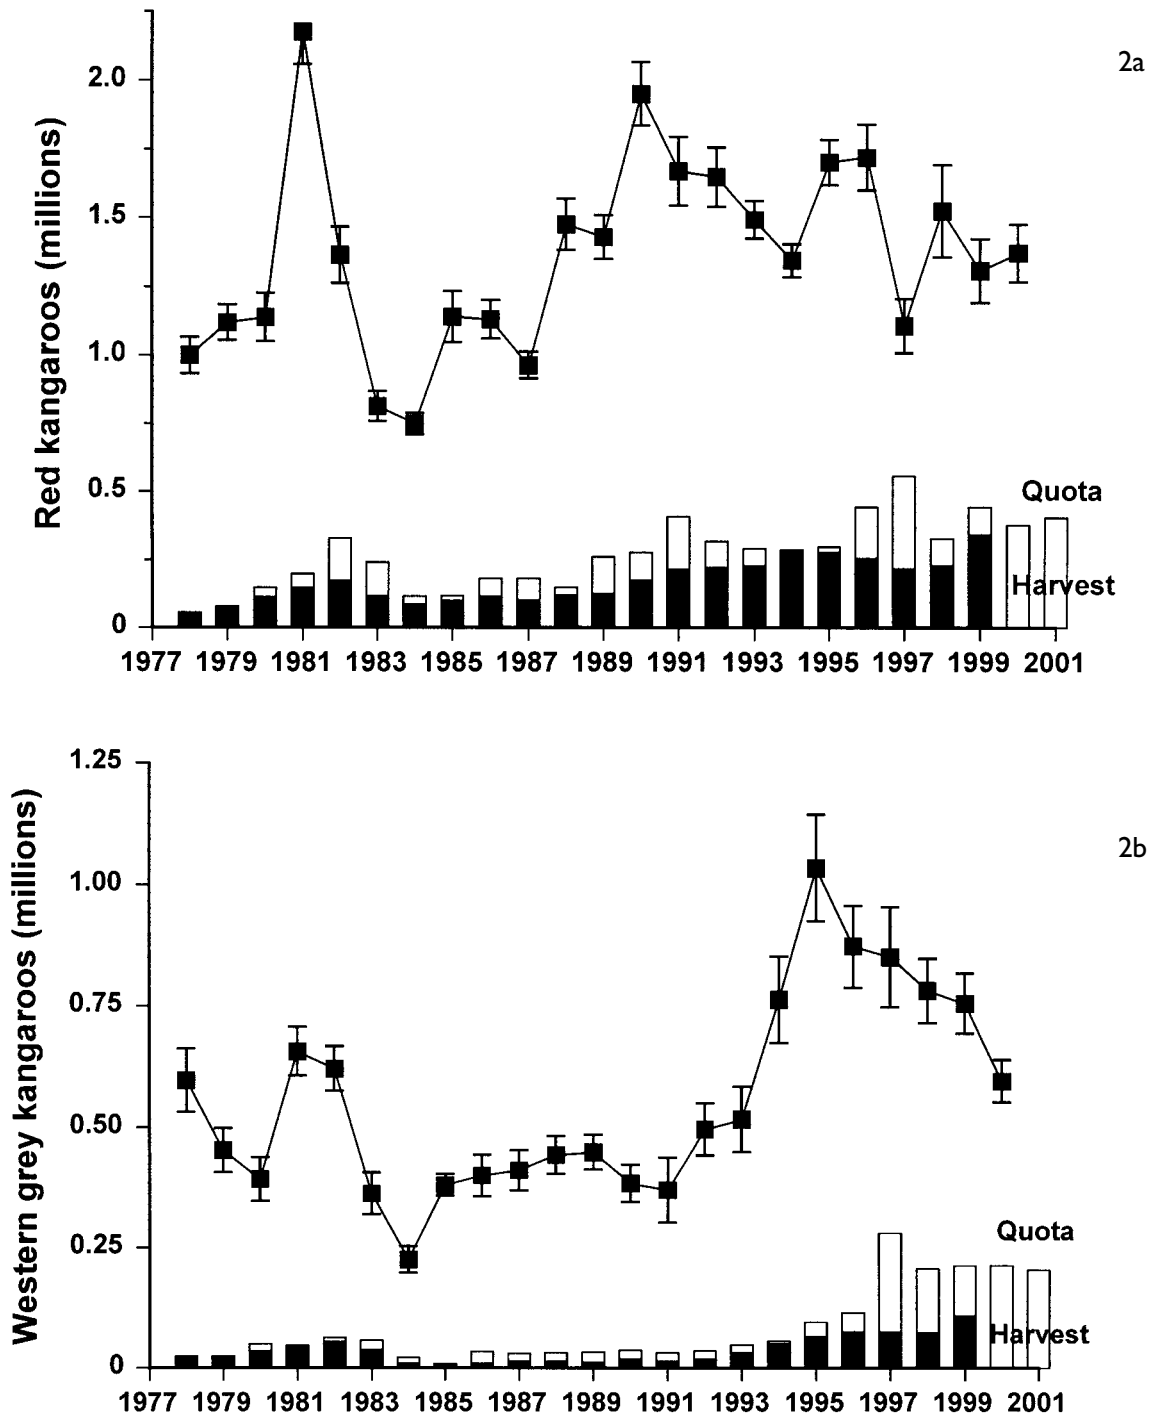 2a
Red kangaroos (millions)
2.0
1.5
1.0
0.5
0
Quota
Harvest
1977 1979 1981 1983 1985 1987 1989 1991 1993 1995 1997 1999 2001
2b
Western grey kangaroos (millions)
1.25
1.00
0.75
0.50
0.25
0
Quota
Harvest
1977 1979 1981 1983 1985 1987 1989 1991 1993 1995 1997 1999 2001